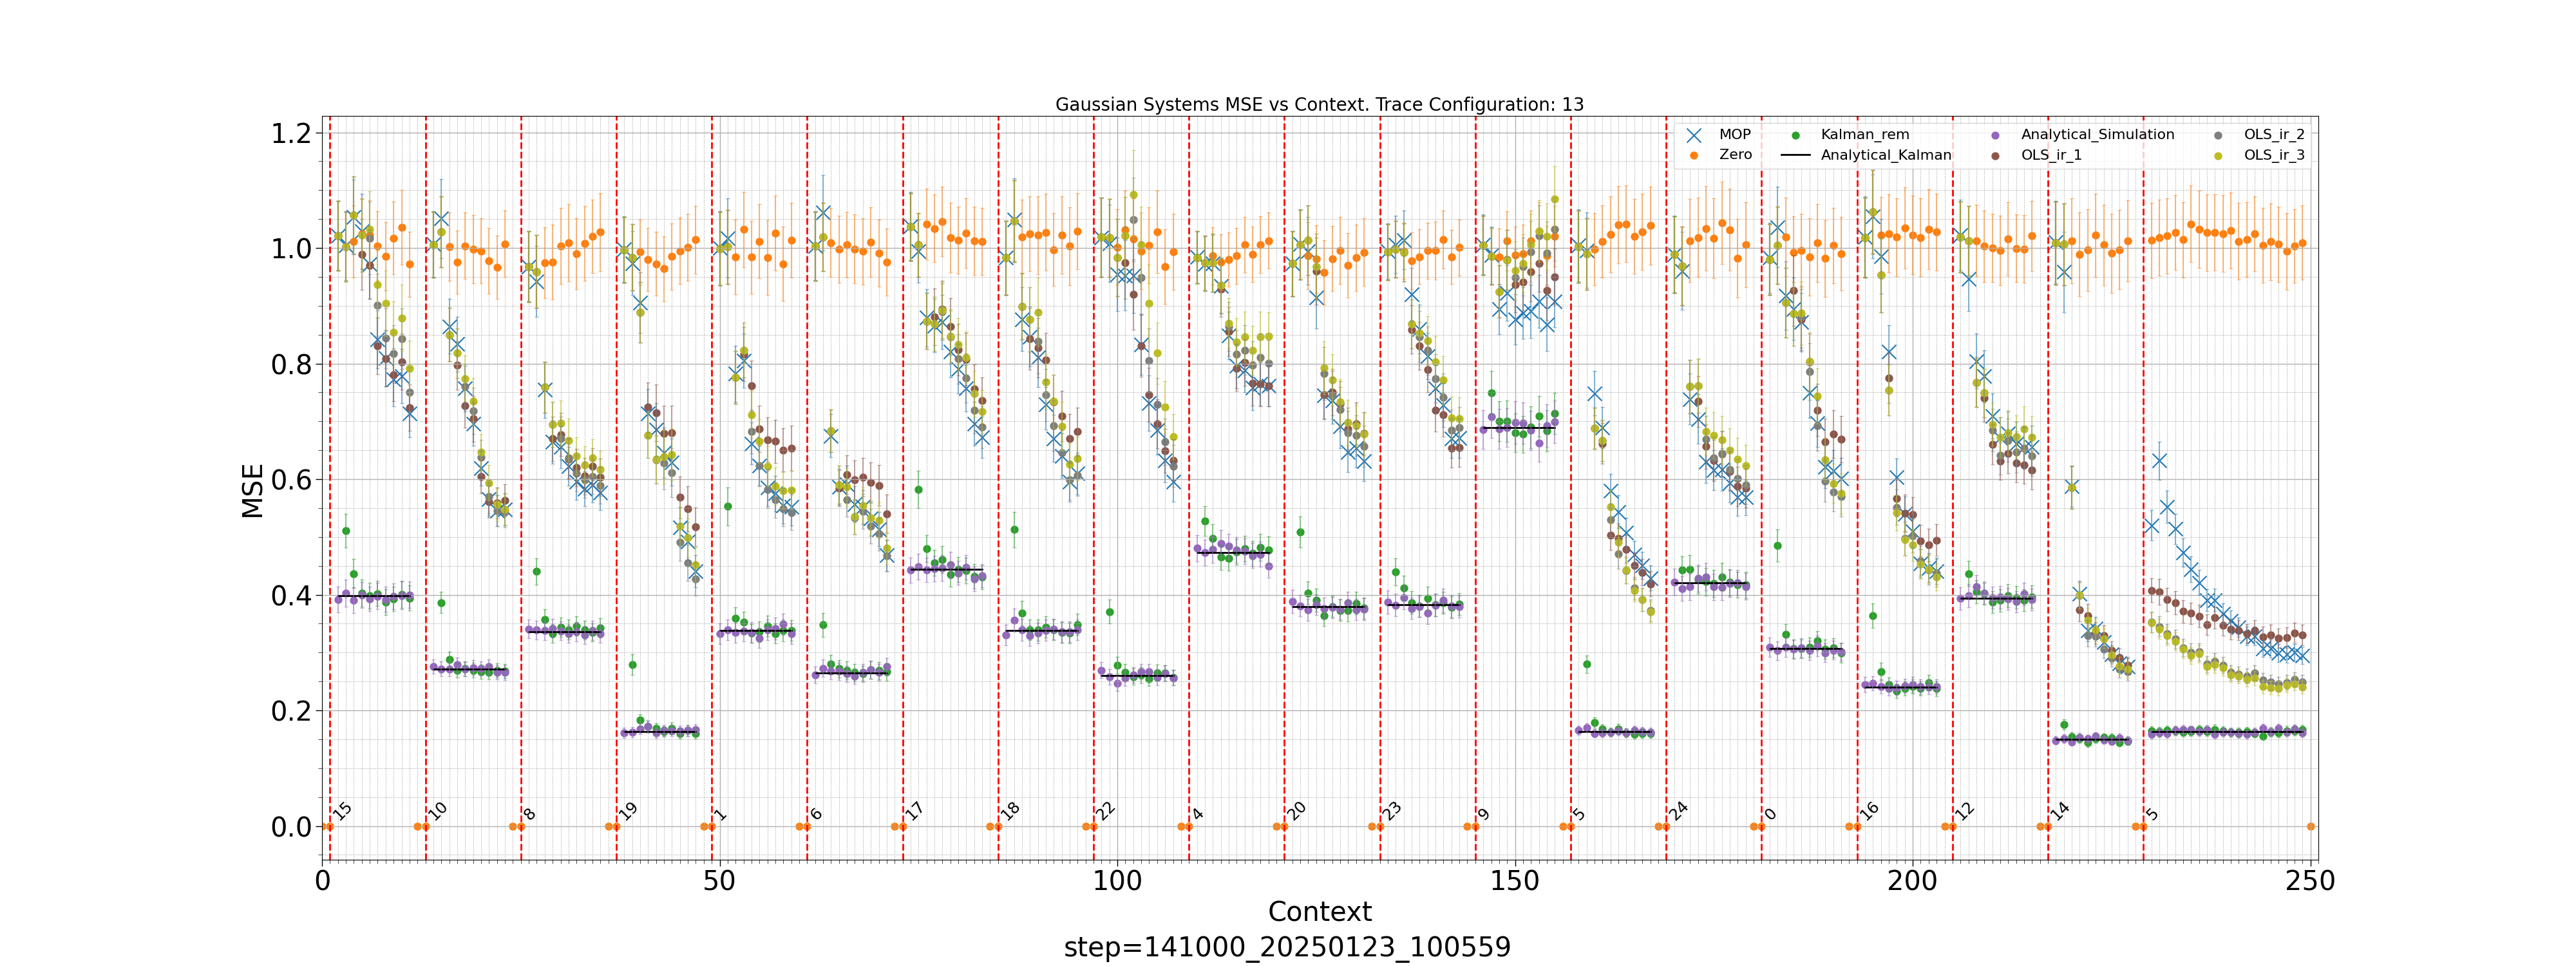 Gaussian Systems MSE vs Context. Trace Configuration: 13
MOP
Zero
Kalman_rem
Analytical_Kalman
Analytical_Simulation
OLS_ir_1
OLS_ir_2
OLS_ir_3
MSE
1.2
1.0
0.8
0.6
0.4
0.2
0.0
15 10 8 19 1 6 17 18 22 4 20 23 9 5 24 0 16 12 14 5
0 50 100 150 200 250
Context
step=141000_20250123_100559